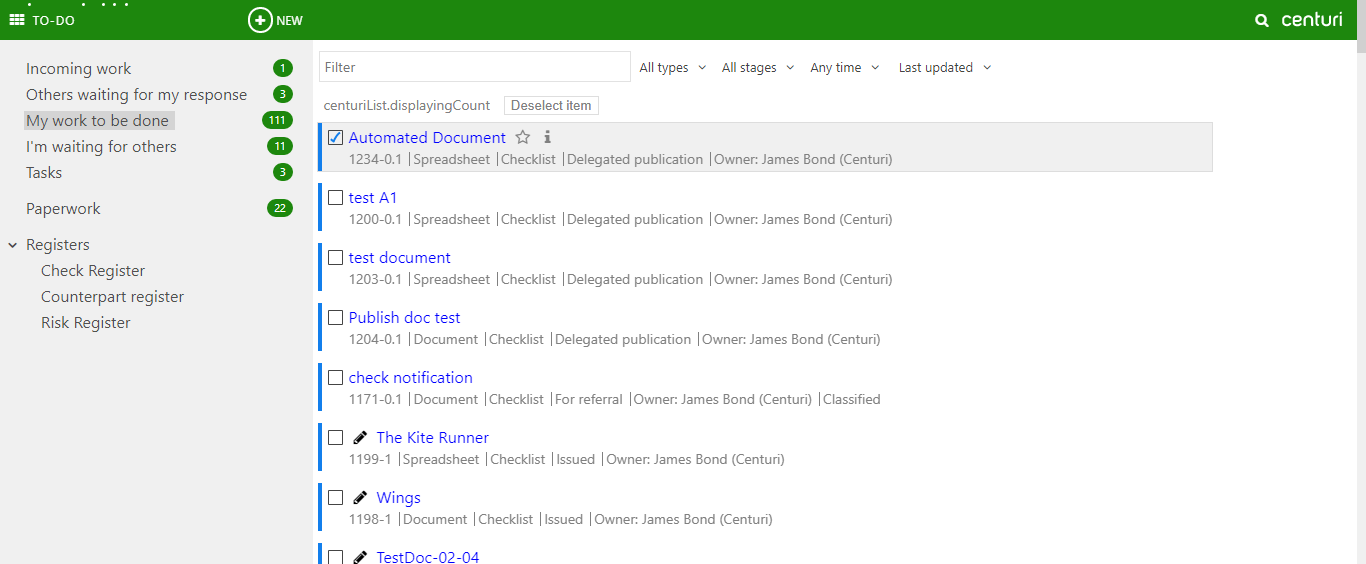 TO-DO
NEW
centuri
Incoming work 1
Others waiting for my response 3
My work to be done 111
I'm waiting for others 11
Tasks 3
Paperwork 22
Registers
Check Register
Counterpart register
Risk Register
Filter All types All stages Any time Last updated
centuriList.displayingCount Deselect item
Automated Document
1234-0.1 | Spreadsheet | Checklist | Delegated publication | Owner: James Bond (Centuri)
test A1
1200-0.1 | Spreadsheet | Checklist | Delegated publication | Owner: James Bond (Centuri)
test document
1203-0.1 | Spreadsheet | Checklist | Delegated publication | Owner: James Bond (Centuri)
Publish doc test
1204-0.1 | Document | Checklist | Delegated publication | Owner: James Bond (Centuri)
check notification
1171-0.1 | Document | Checklist | For referral | Owner: James Bond (Centuri) | Classified
The Kite Runner
1199-1 | Spreadsheet | Checklist | Issued | Owner: James Bond (Centuri)
Wings
1198-1 | Document | Checklist | Issued | Owner: James Bond (Centuri)
TestDoc-02-04